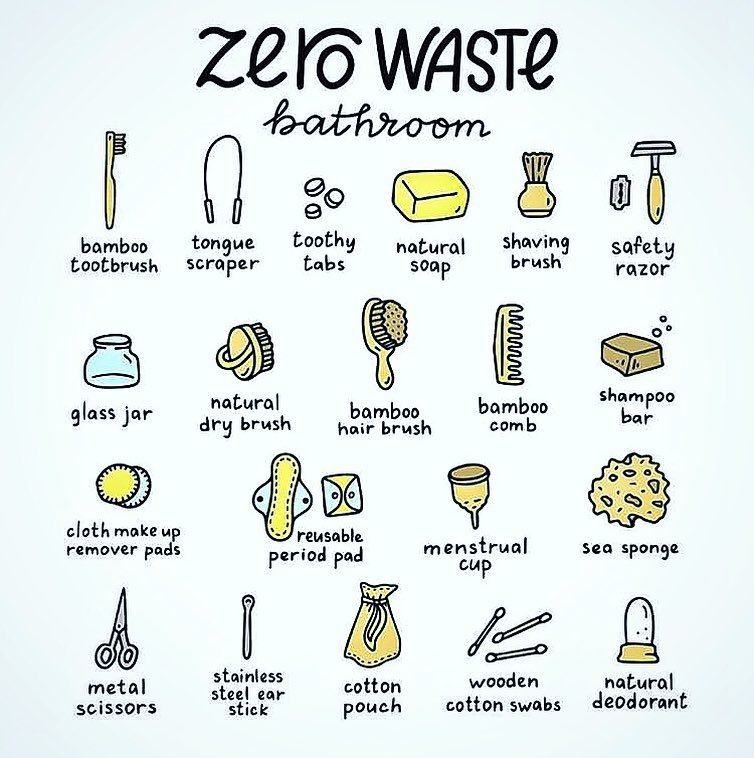 zero WASTE
bathroom
bamboo
tootbrush
tongue
scraper
toothy
tabs
natural
soap
shaving
brush
safety
razor
glass jar
natural
dry brush
bamboo
hair brush
bamboo
comb
shampoo
bar
cloth make up
remover pads
reusable
period pad
menstrual
cup
sea sponge
metal
scissors
stainless
steel ear
stick
cotton
pouch
wooden
cotton swabs
natural
deodorant